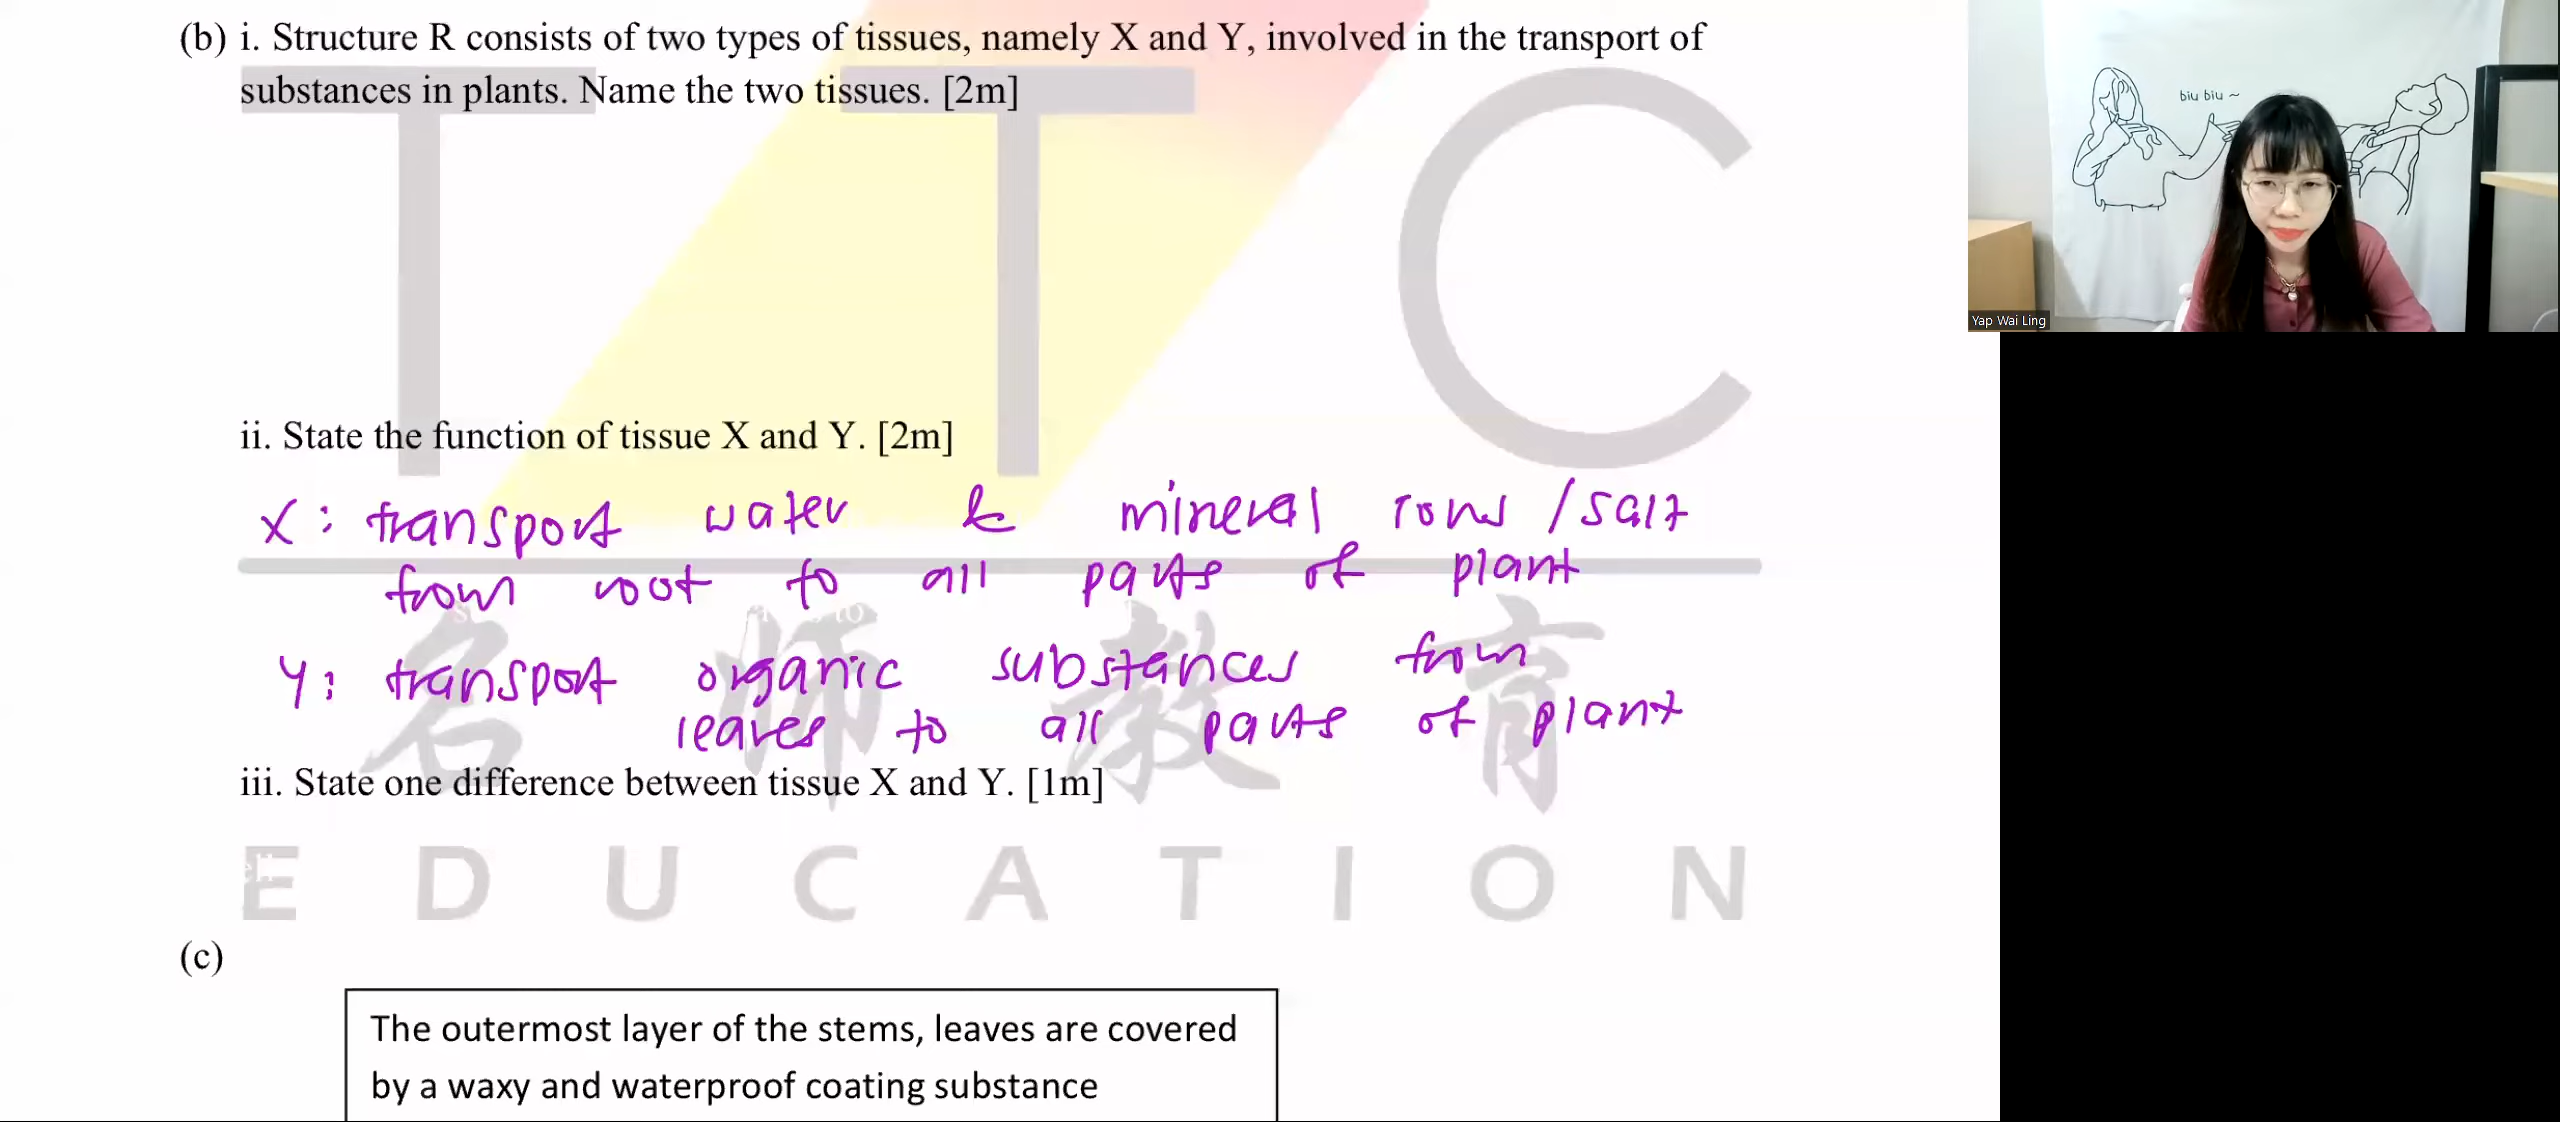 (b) i. Structure R consists of two types of tissues, namely X and Y, involved in the transport of
substances in plants. Name the two tissues. [2m]
biu biu ~
Yap Wai Ling
T T C
ii. State the function of tissue X and Y. [2m]
X: transport water & mineral ions / salt
from root to all parts of plant
Y: transport organic substances from
leaves to all parts of plant
名师教育
iii. State one difference between tissue X and Y. [1m]
EDUCATION
(c)
The outermost layer of the stems, leaves are covered
by a waxy and waterproof coating substance